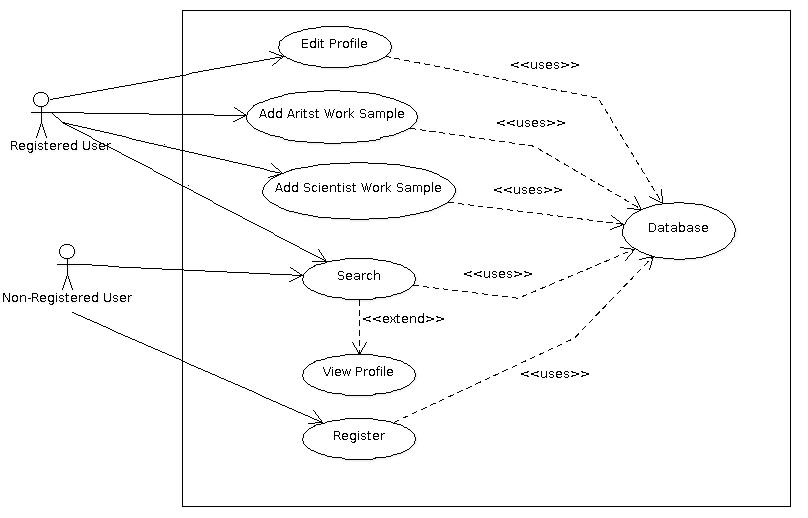 Edit Profile
<<uses>>
Add Aritst Work Sample
<<uses>>
Registered User
Add Scientist Work Sample
<<uses>>
Database
Search
<<uses>>
Non-Registered User
<<extend>>
View Profile
<<uses>>
Register